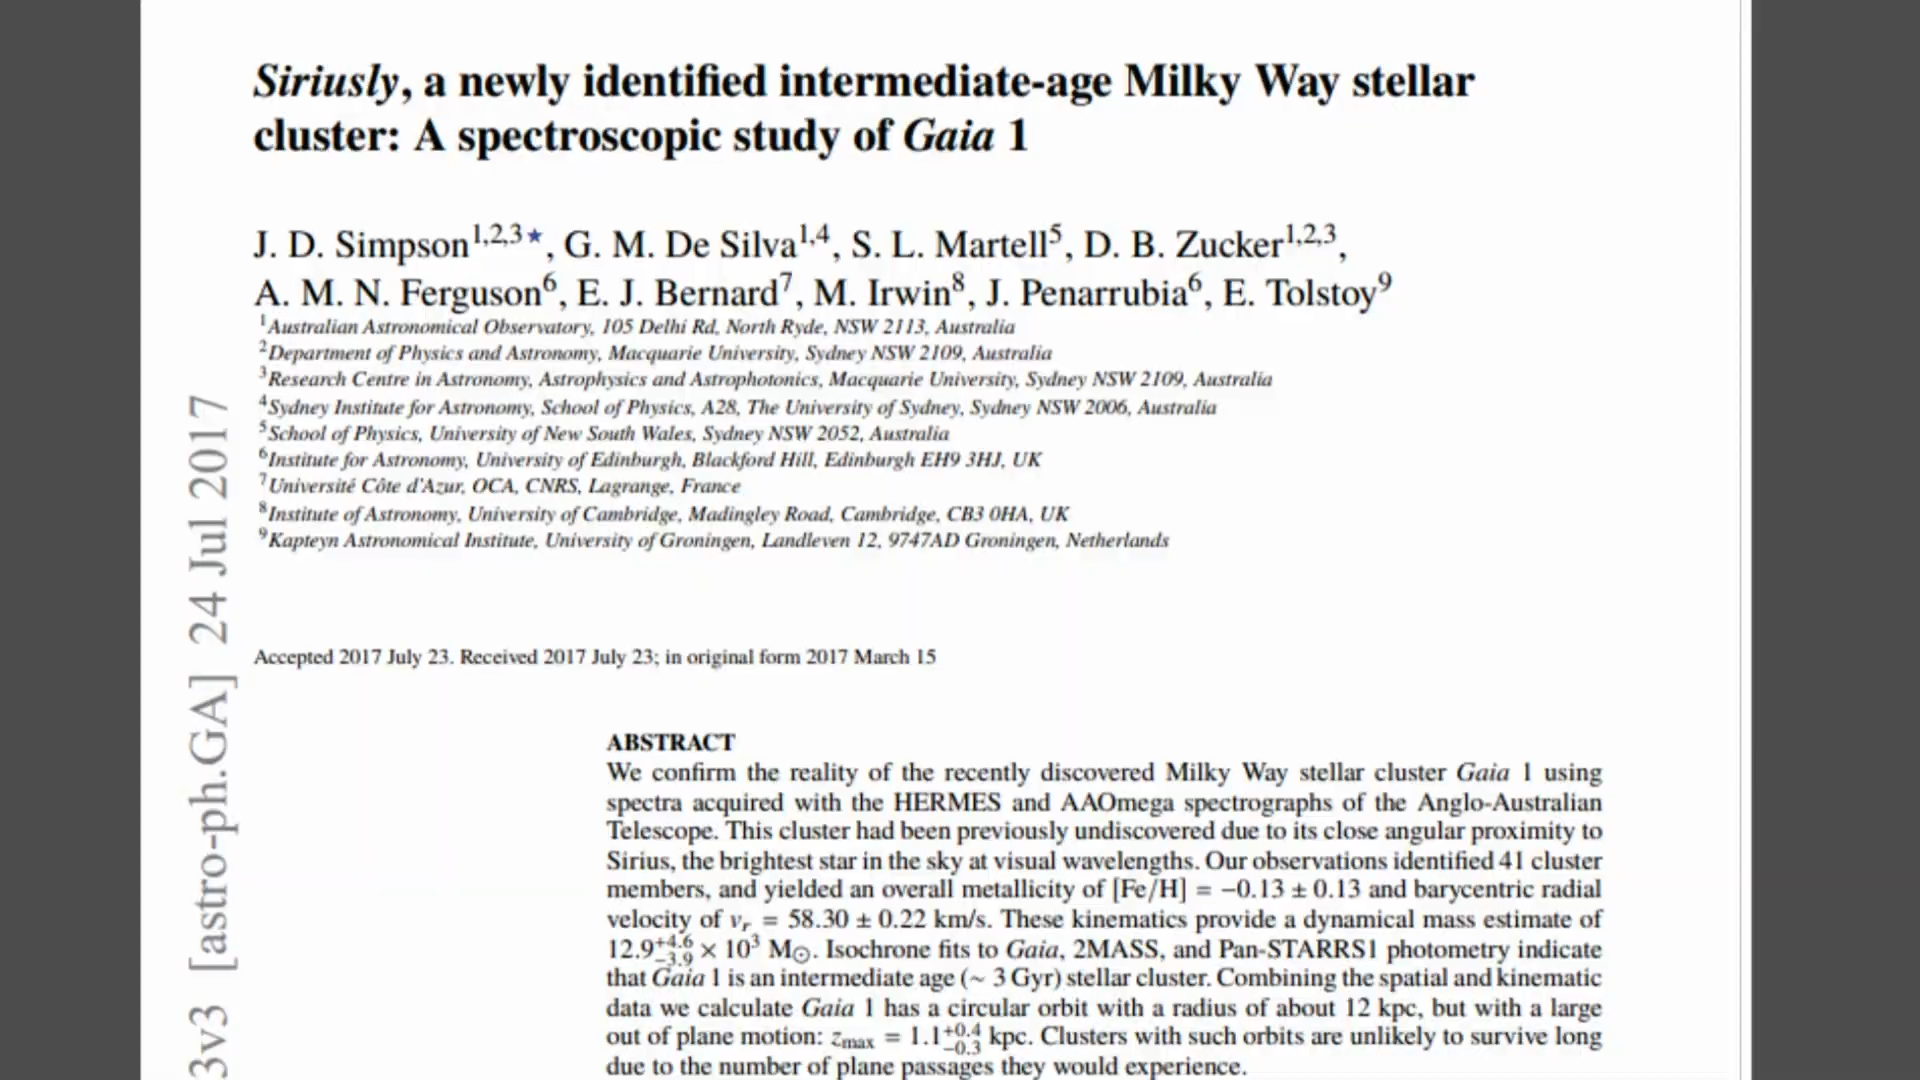 Siriusly, a newly identified intermediate-age Milky Way stellar
cluster: A spectroscopic study of Gaia 1
J. D. Simpson1,2,3★, G. M. De Silva1,4, S. L. Martell5, D. B. Zucker1,2,3,
A. M. N. Ferguson6, E. J. Bernard7, M. Irwin8, J. Penarrubia6, E. Tolstoy9
1Australian Astronomical Observatory, 105 Delhi Rd, North Ryde, NSW 2113, Australia
2Department of Physics and Astronomy, Macquarie University, Sydney NSW 2109, Australia
3Research Centre in Astronomy, Astrophysics and Astrophotonics, Macquarie University, Sydney NSW 2109, Australia
4Sydney Institute for Astronomy, School of Physics, A28, The University of Sydney, Sydney NSW 2006, Australia
5School of Physics, University of New South Wales, Sydney NSW 2052, Australia
6Institute for Astronomy, University of Edinburgh, Blackford Hill, Edinburgh EH9 3HJ, UK
7Université Côte d'Azur, OCA, CNRS, Lagrange, France
8Institute of Astronomy, University of Cambridge, Madingley Road, Cambridge, CB3 0HA, UK
9Kapteyn Astronomical Institute, University of Groningen, Landleven 12, 9747AD Groningen, Netherlands
Accepted 2017 July 23. Received 2017 July 23; in original form 2017 March 15
ABSTRACT
We confirm the reality of the recently discovered Milky Way stellar cluster Gaia 1 using
spectra acquired with the HERMES and AAOmega spectrographs of the Anglo-Australian
Telescope. This cluster had been previously undiscovered due to its close angular proximity to
Sirius, the brightest star in the sky at visual wavelengths. Our observations identified 41 cluster
members, and yielded an overall metallicity of [Fe/H] = −0.13 ± 0.13 and barycentric radial
velocity of vr = 58.30 ± 0.22 km/s. These kinematics provide a dynamical mass estimate of
12.9+4.6−3.9 × 10³ M⊙. Isochrone fits to Gaia, 2MASS, and Pan-STARRS1 photometry indicate
that Gaia 1 is an intermediate age (∼ 3 Gyr) stellar cluster. Combining the spatial and kinematic
data we calculate Gaia 1 has a circular orbit with a radius of about 12 kpc, but with a large
out of plane motion: zmax = 1.1+0.4−0.3 kpc. Clusters with such orbits are unlikely to survive long
due to the number of plane passages they would experience.
3v3 [astro-ph.GA] 24 Jul 2017